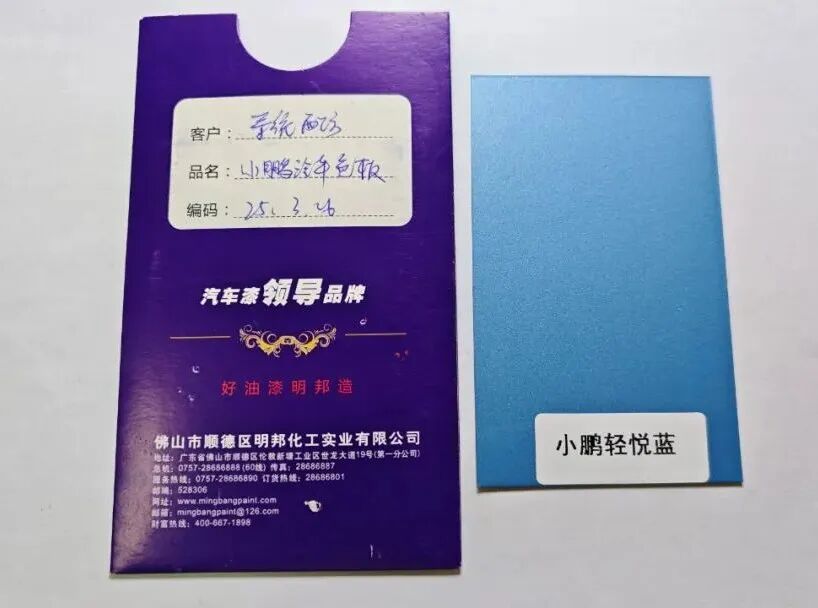 客户：系统配方
品名：小鹏汽车色板
编码：25.3.26
汽车漆领导品牌
好油漆明邦造
佛山市顺德区明邦化工实业有限公司
地址：广东省佛山市顺德区伦教新塘工业区世龙大道19号(第一分公司)
总机：0757-28686888 (60线) 传真：28686887
服务热线：0757-28686890 订货热线：28686801
邮编：528306
网址：www.mingbangpaint.com
邮箱：mingbangpaint@126.com
财富热线：400-667-1898
小鹏轻悦蓝